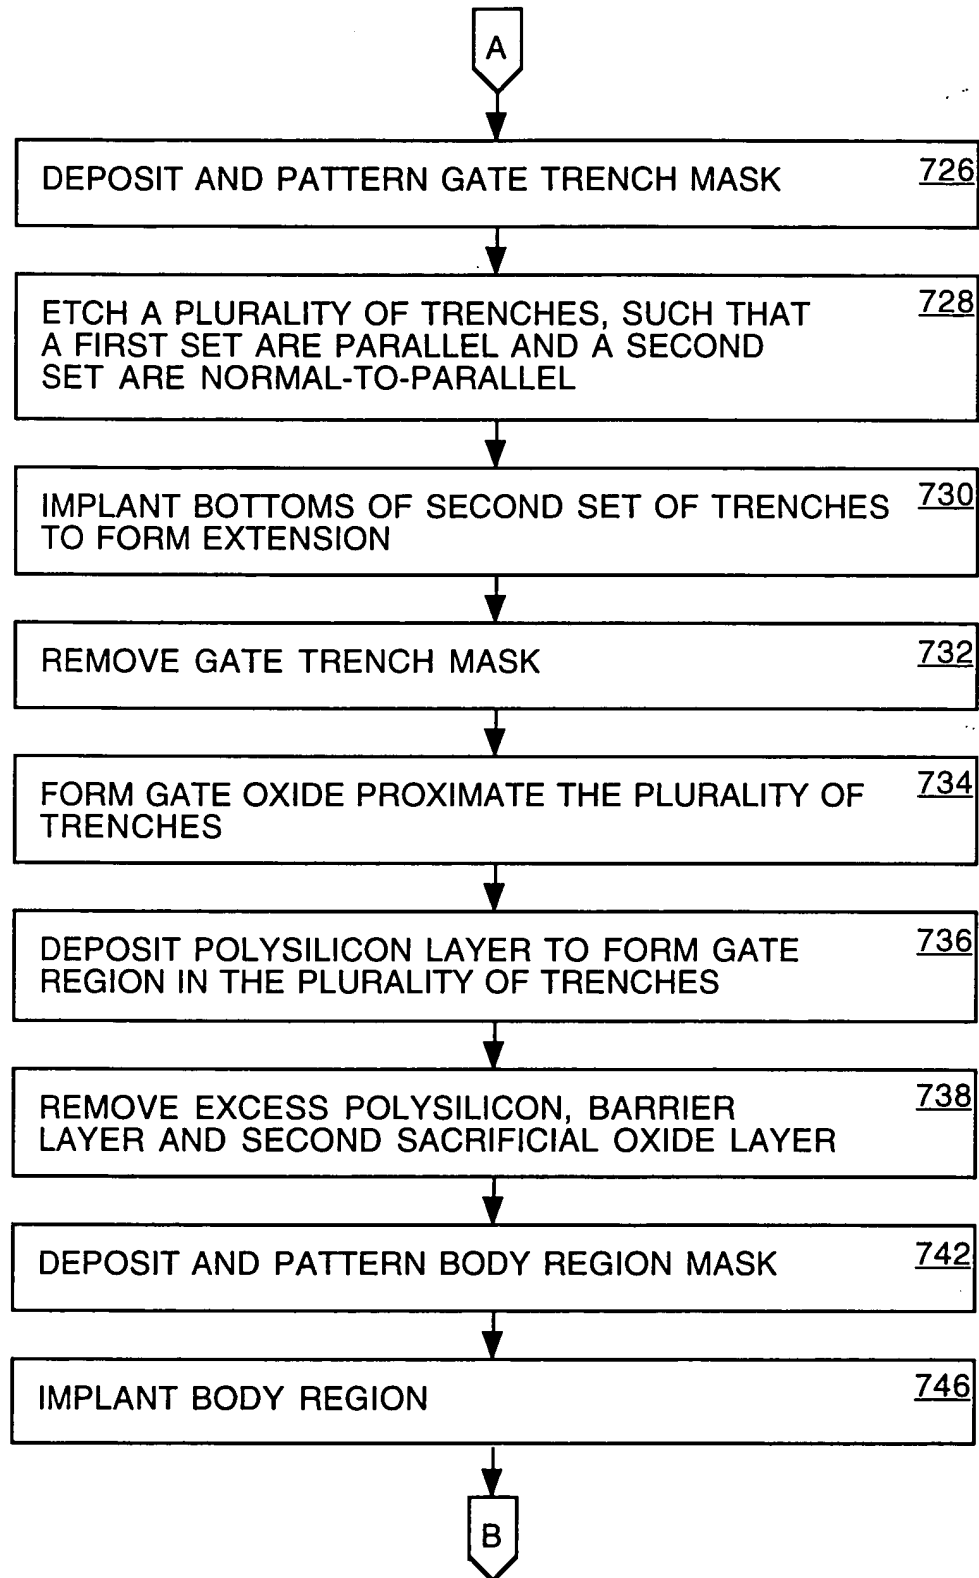 A
DEPOSIT AND PATTERN GATE TRENCH MASK 726
ETCH A PLURALITY OF TRENCHES, SUCH THAT 728
A FIRST SET ARE PARALLEL AND A SECOND
SET ARE NORMAL-TO-PARALLEL
IMPLANT BOTTOMS OF SECOND SET OF TRENCHES 730
TO FORM EXTENSION
REMOVE GATE TRENCH MASK 732
FORM GATE OXIDE PROXIMATE THE PLURALITY OF 734
TRENCHES
DEPOSIT POLYSILICON LAYER TO FORM GATE 736
REGION IN THE PLURALITY OF TRENCHES
REMOVE EXCESS POLYSILICON, BARRIER 738
LAYER AND SECOND SACRIFICIAL OXIDE LAYER
DEPOSIT AND PATTERN BODY REGION MASK 742
IMPLANT BODY REGION 746
B